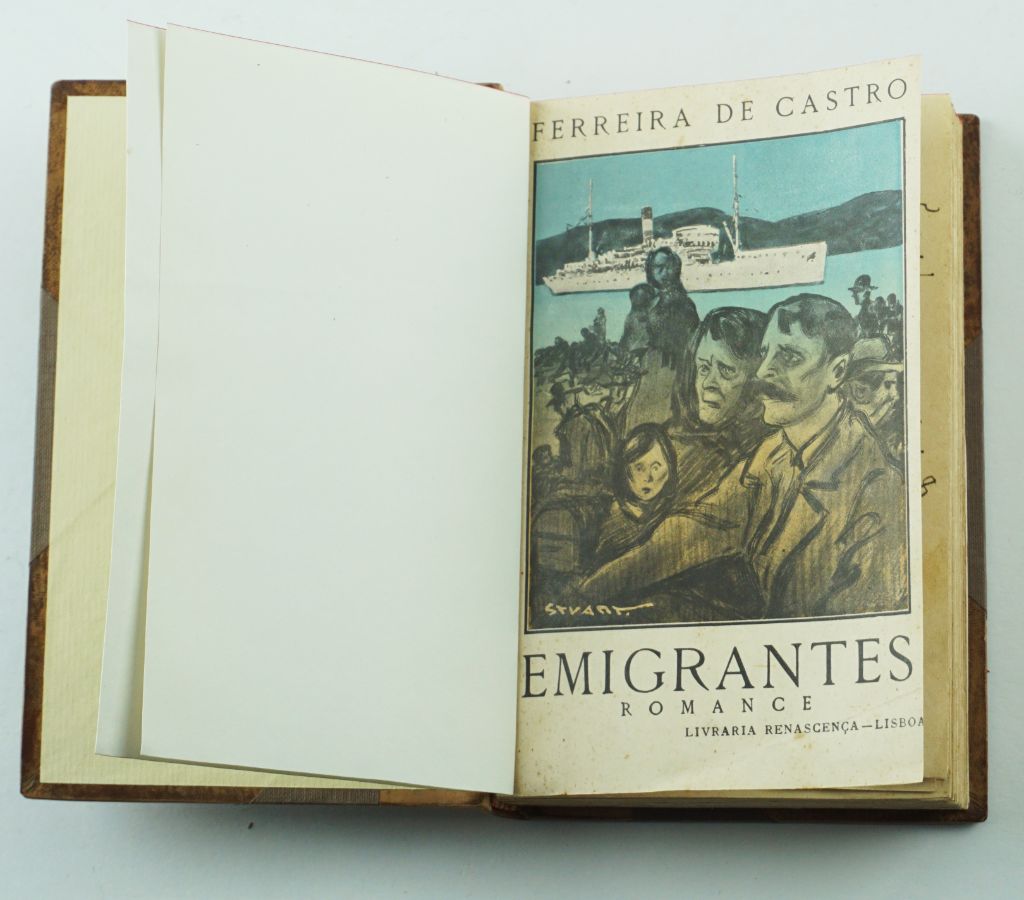 FERREIRA DE CASTRO
STUART.
EMIGRANTES
ROMANCE
LIVRARIA RENASCENÇA—LISBOA